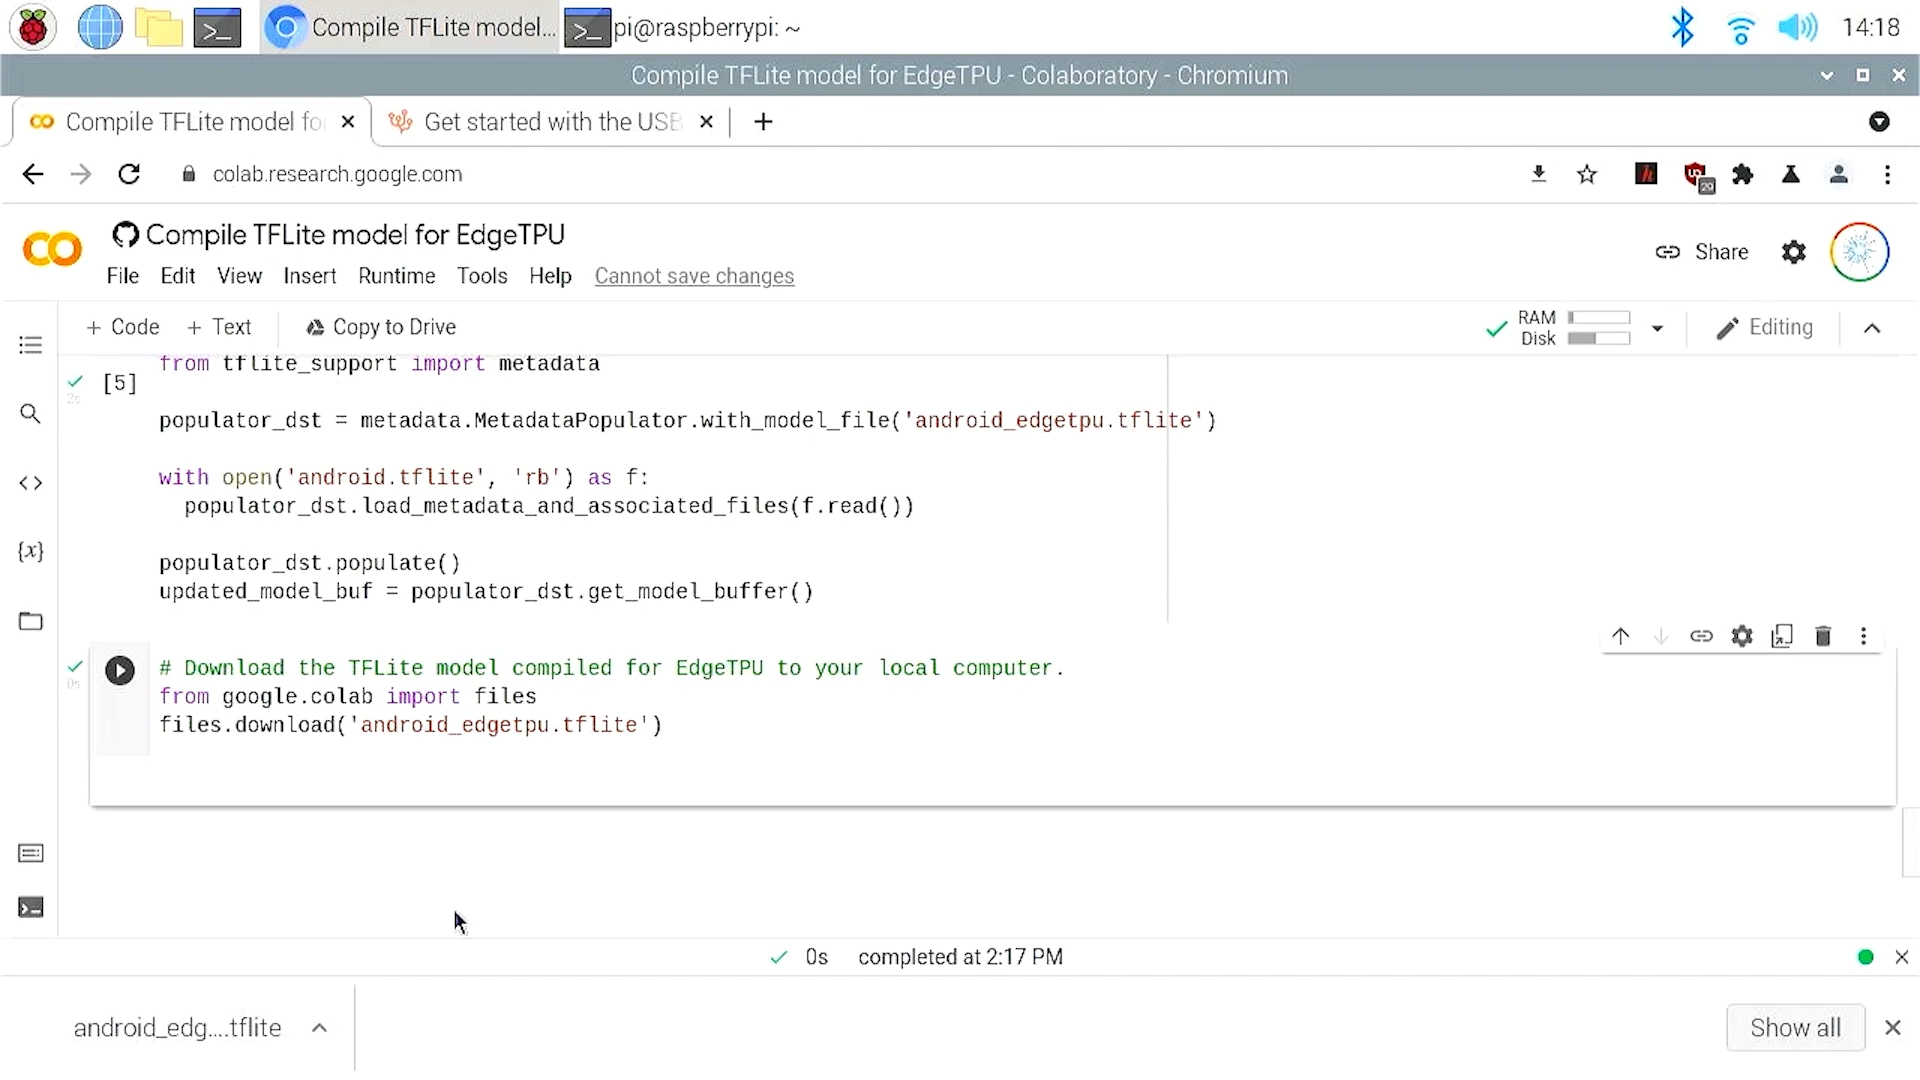 Compile TFLite model... pi@raspberrypi: ~ 14:18
Compile TFLite model for EdgeTPU - Colaboratory - Chromium
Compile TFLite model fo Get started with the USB
colab.research.google.com
20
Compile TFLite model for EdgeTPU
Share
File Edit View Insert Runtime Tools Help Cannot save changes
+ Code + Text Copy to Drive RAM Disk Editing
from tflite_support import metadata
2s [5]
populator_dst = metadata.MetadataPopulator.with_model_file('android_edgetpu.tflite')
with open('android.tflite', 'rb') as f:
populator_dst.load_metadata_and_associated_files(f.read())
{x}
populator_dst.populate()
updated_model_buf = populator_dst.get_model_buffer()
# Download the TFLite model compiled for EdgeTPU to your local computer.
0s
from google.colab import files
files.download('android_edgetpu.tflite')
0s completed at 2:17 PM
android_edg....tflite Show all